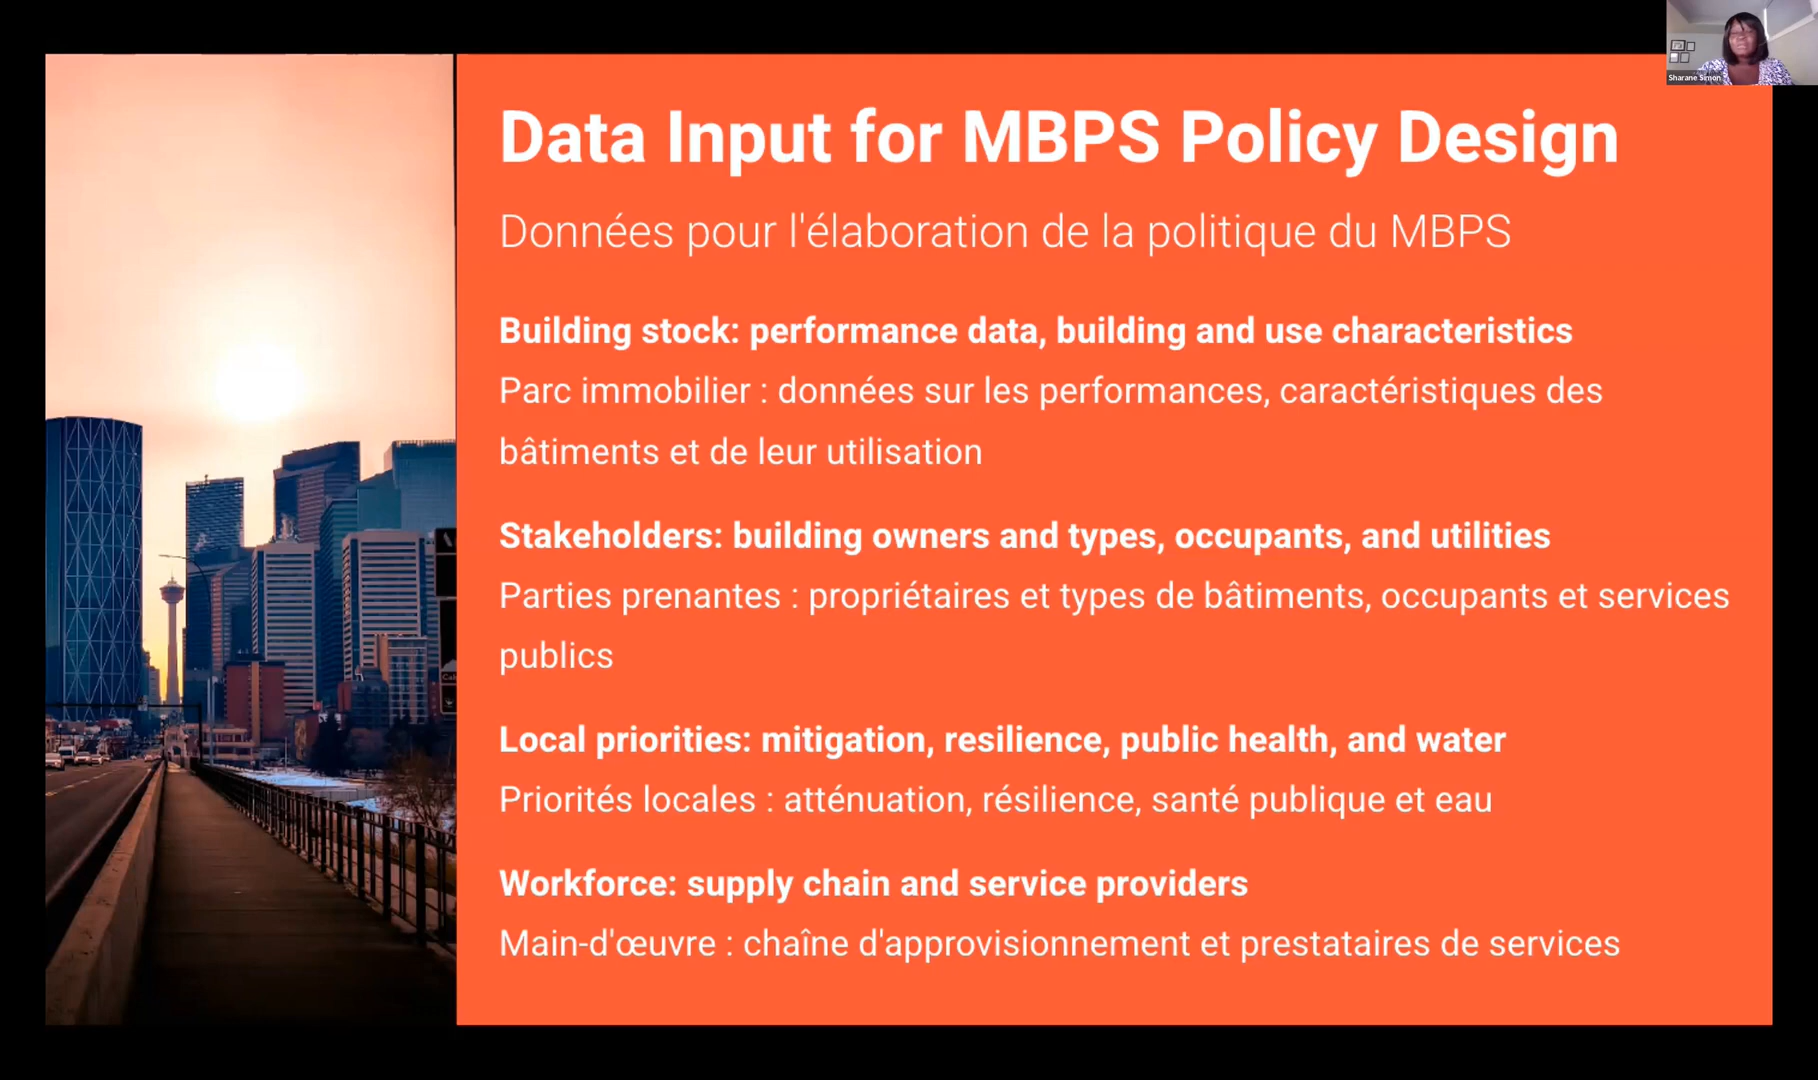 Data Input for MBPS Policy Design
Données pour l'élaboration de la politique du MBPS
Building stock: performance data, building and use characteristics
Parc immobilier : données sur les performances, caractéristiques des
bâtiments et de leur utilisation
Stakeholders: building owners and types, occupants, and utilities
Parties prenantes : propriétaires et types de bâtiments, occupants et services
publics
Local priorities: mitigation, resilience, public health, and water
Priorités locales : atténuation, résilience, santé publique et eau
Workforce: supply chain and service providers
Main-d'œuvre : chaîne d'approvisionnement et prestataires de services
Sharane Simon